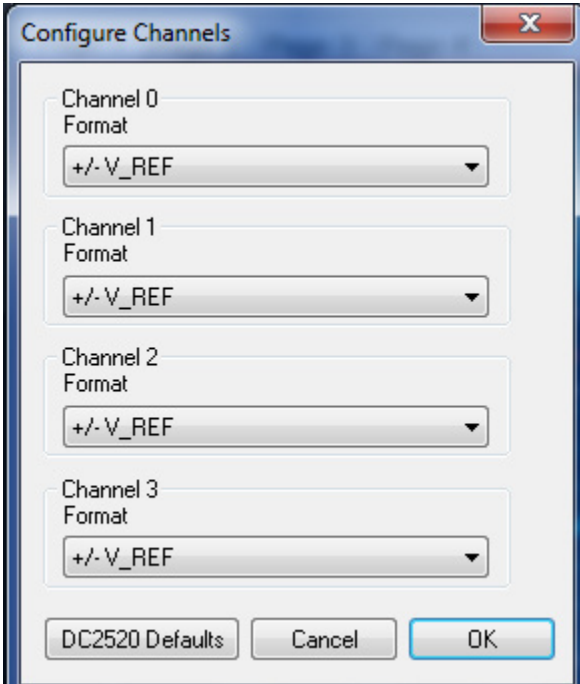 Configure Channels
Channel 0
Format
+/- V_REF
Channel 1
Format
+/- V_REF
Channel 2
Format
+/- V_REF
Channel 3
Format
+/- V_REF
DC2520 Defaults Cancel OK